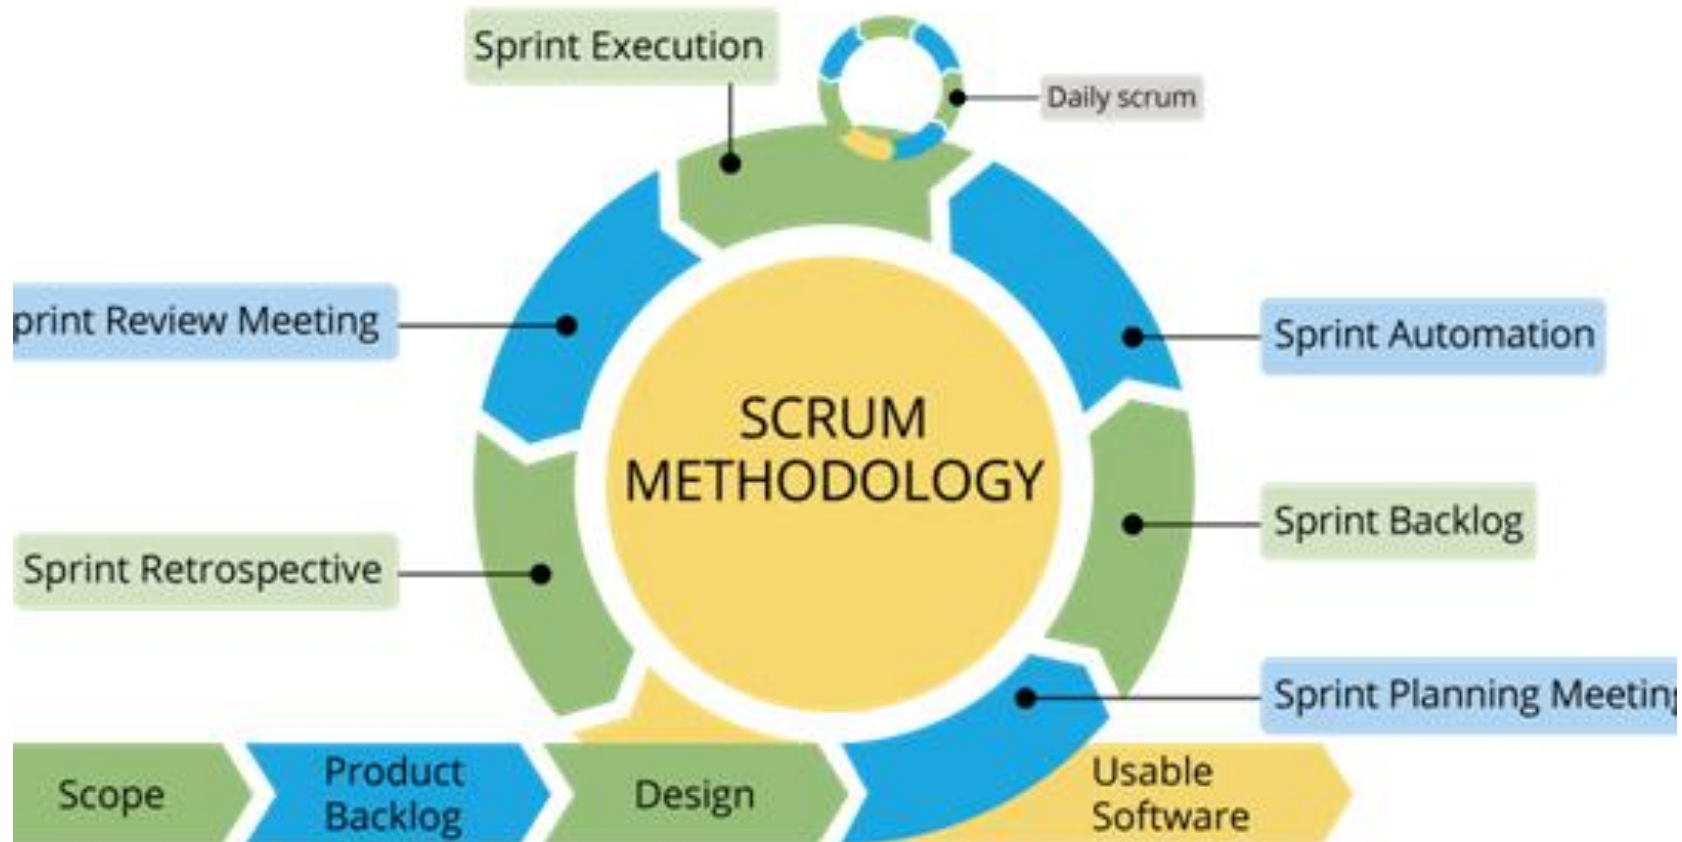 Sprint Execution
Daily scrum
print Review Meeting
Sprint Automation
SCRUM
METHODOLOGY
Sprint Backlog
Sprint Retrospective
Sprint Planning Meeting
Scope
Product
Backlog
Design
Usable
Software